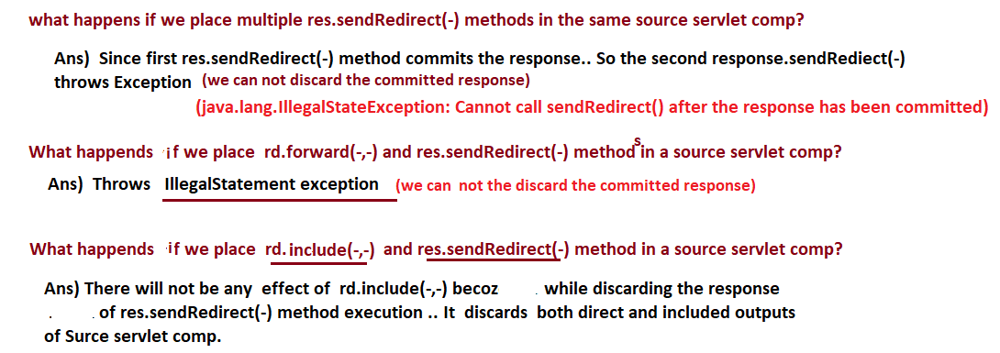 what happens if we place multiple res.sendRedirect(-) methods in the same source servlet comp?
Ans) Since first res.sendRedirect(-) method commits the response.. So the second response.sendRediect(-)
throws Exception (we can not discard the committed response)
(java.lang.IllegalStateException: Cannot call sendRedirect() after the response has been committed)
What happends if we place rd.forward(-,-) and res.sendRedirect(-) methods in a source servlet comp?
Ans) Throws IllegalStatement exception (we can not the discard the committed response)
What happends if we place rd.include(-,-) and res.sendRedirect(-) method in a source servlet comp?
Ans) There will not be any effect of rd.include(-,-) becoz while discarding the response
of res.sendRedirect(-) method execution .. It discards both direct and included outputs
of Surce servlet comp.